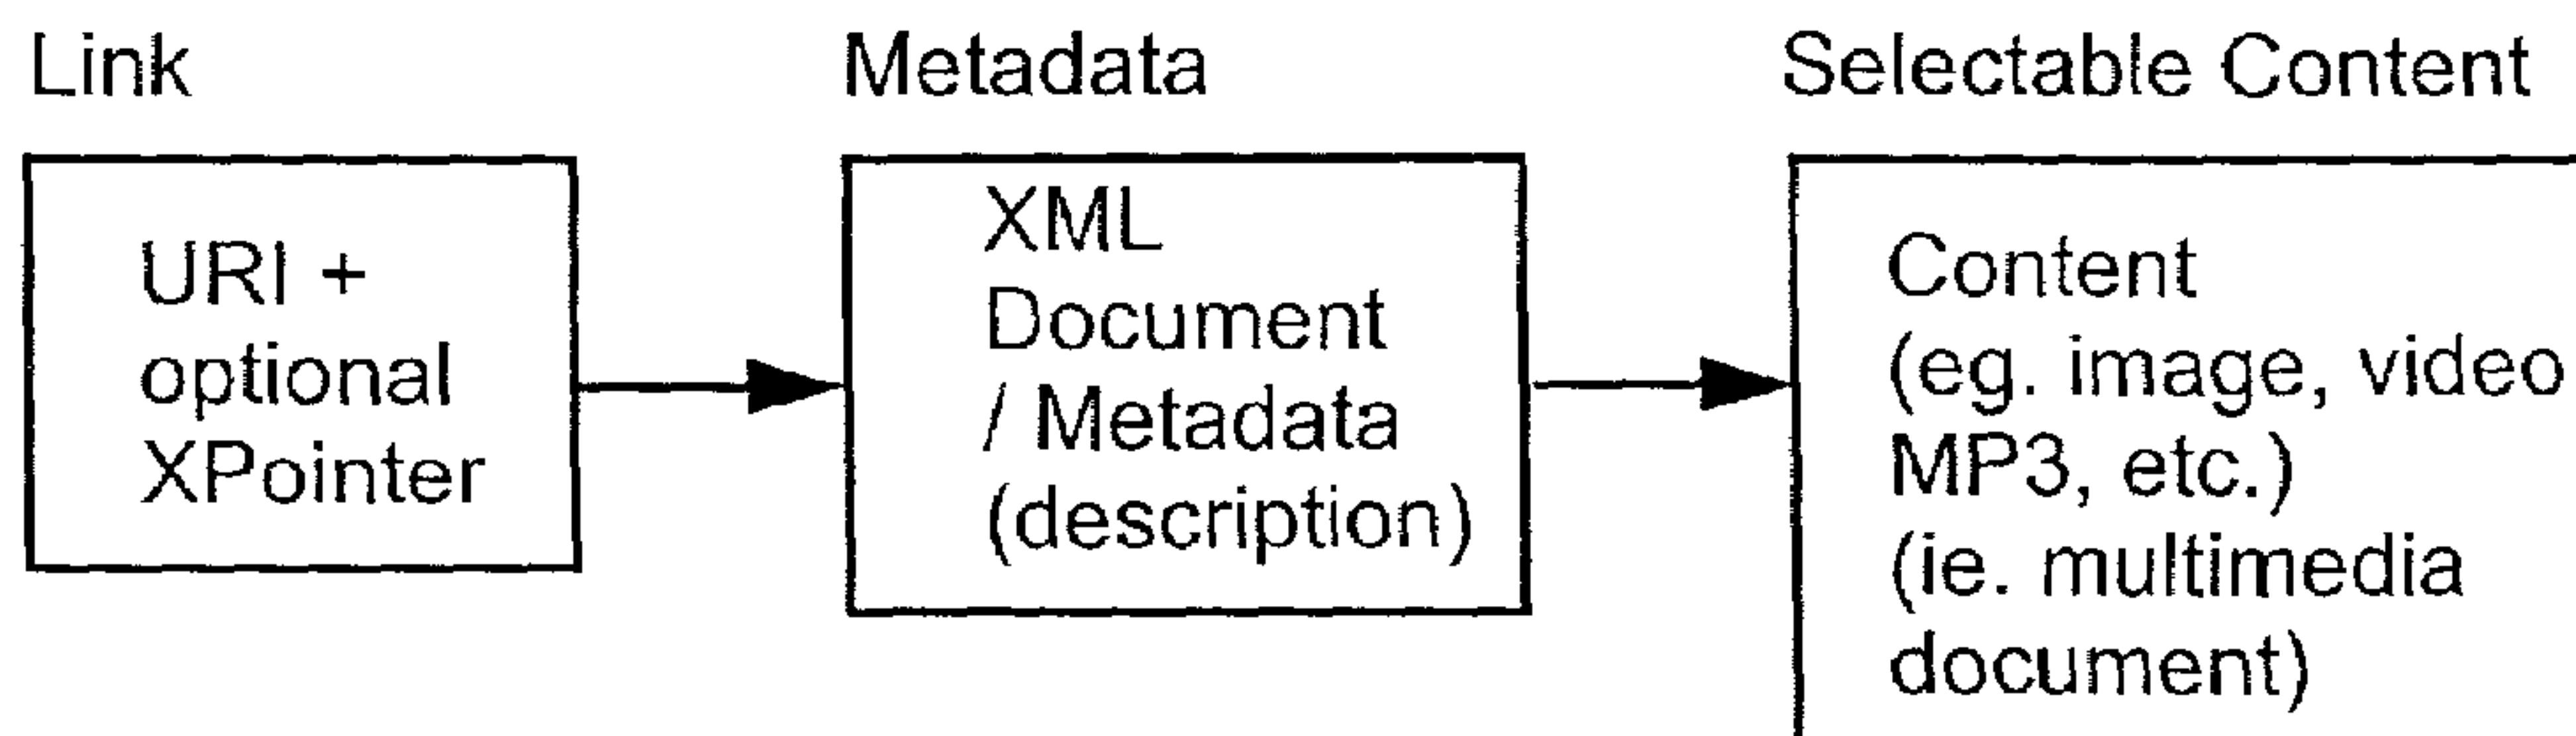 Link
Metadata
Selectable Content
URI +
optional
XPointer
XML
Document
/ Metadata
(description)
Content
(eg. image, video
MP3, etc.)
(ie. multimedia
document)